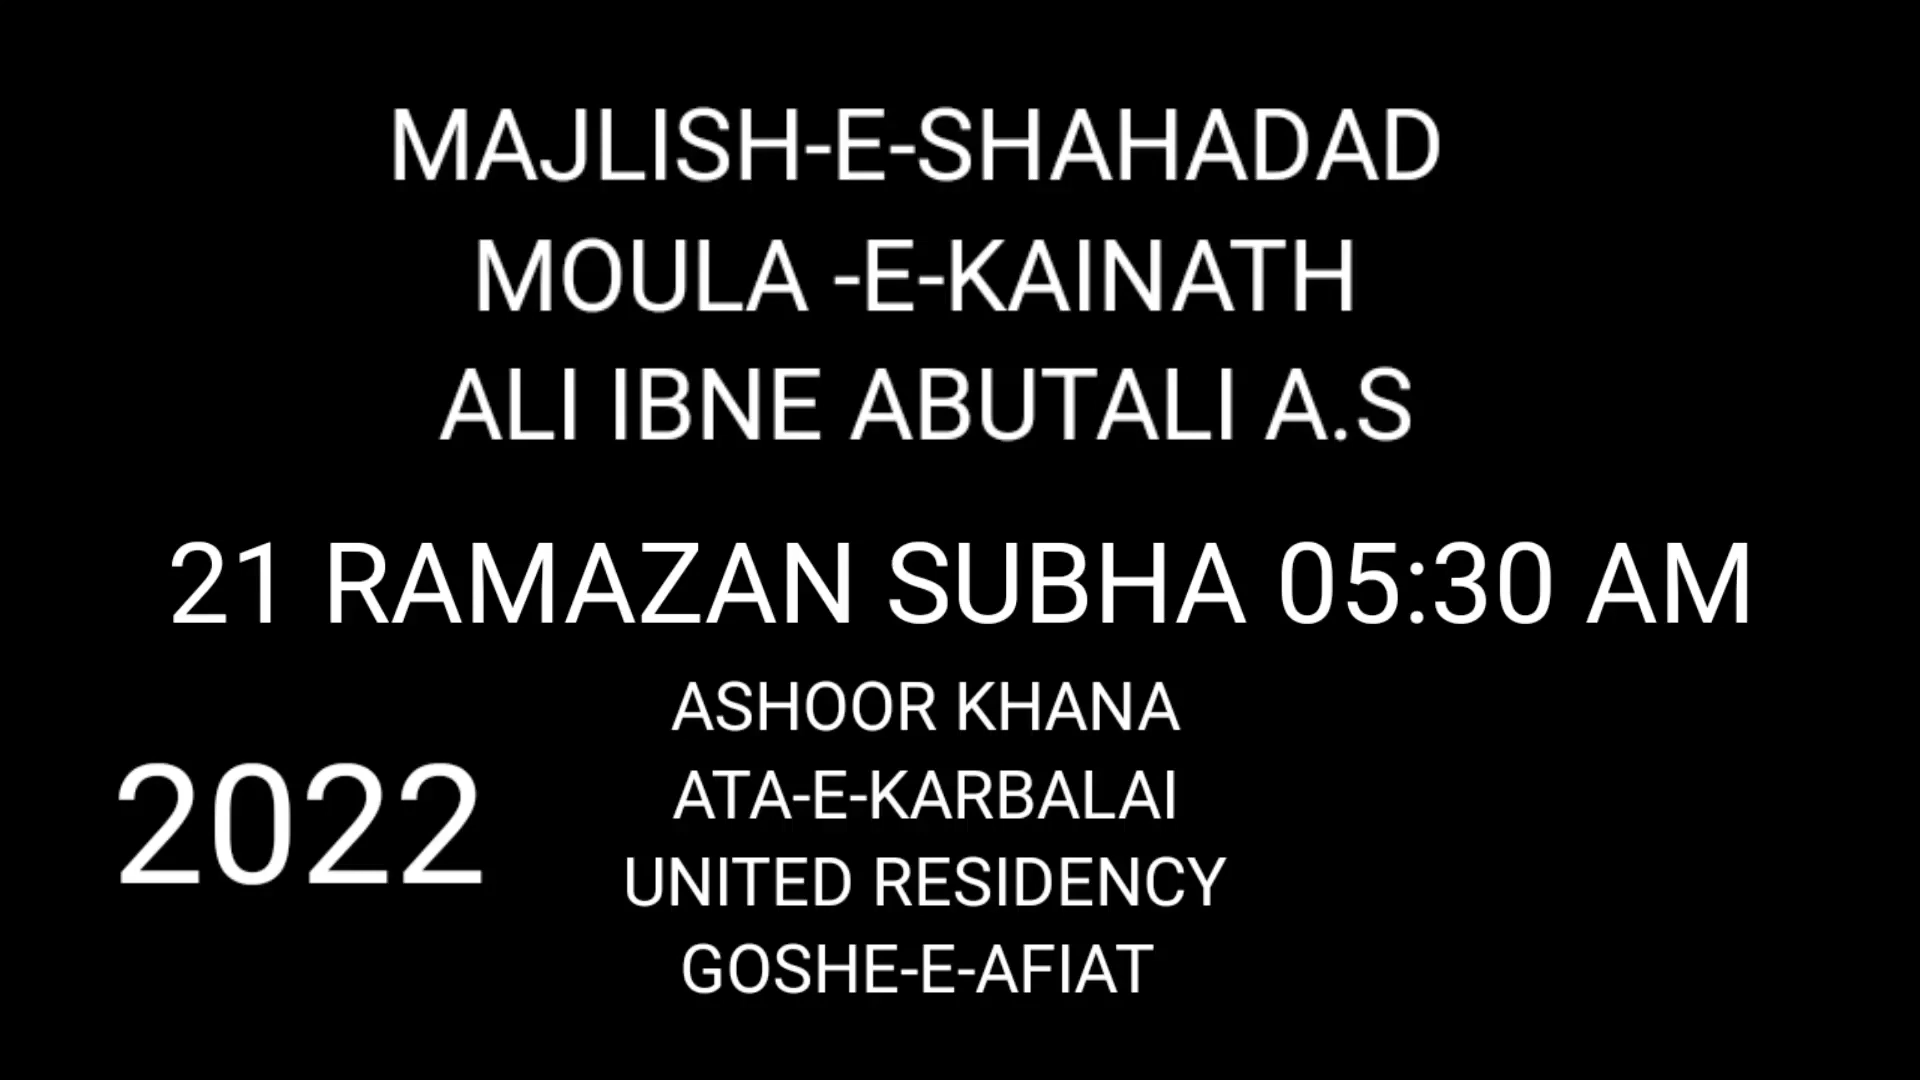 MAJLISH-E-SHAHADAD
MOULA -E-KAINATH
ALI IBNE ABUTALI A.S
21 RAMAZAN SUBHA 05:30 AM
2022
ASHOOR KHANA
ATA-E-KARBALAI
UNITED RESIDENCY
GOSHE-E-AFIAT